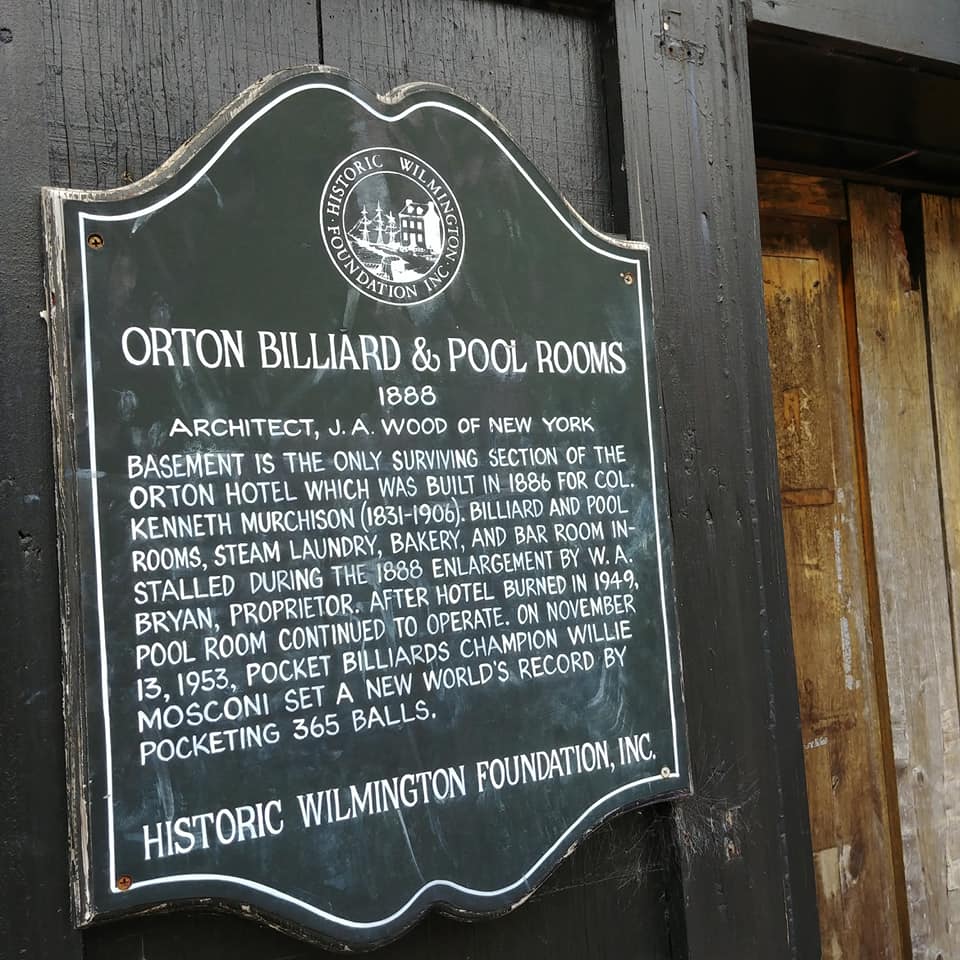 HISTORIC WILMINGTON
FOUNDATION INC.
ORTON BILLIARD & POOL ROOMS
1888
ARCHITECT, J. A. WOOD OF NEW YORK
BASEMENT IS THE ONLY SURVIVING SECTION OF THE
ORTON HOTEL WHICH WAS BUILT IN 1886 FOR COL.
KENNETH MURCHISON (1831-1906). BILLIARD AND POOL
ROOMS, STEAM LAUNDRY, BAKERY, AND BAR ROOM IN-
STALLED DURING THE 1888 ENLARGEMENT BY W. A.
BRYAN, PROPRIETOR. AFTER HOTEL BURNED IN 1949,
POOL ROOM CONTINUED TO OPERATE. ON NOVEMBER
13, 1953, POCKET BILLIARDS CHAMPION WILLIE
MOSCONI SET A NEW WORLD'S RECORD BY
POCKETING 365 BALLS.
HISTORIC WILMINGTON FOUNDATION, INC.